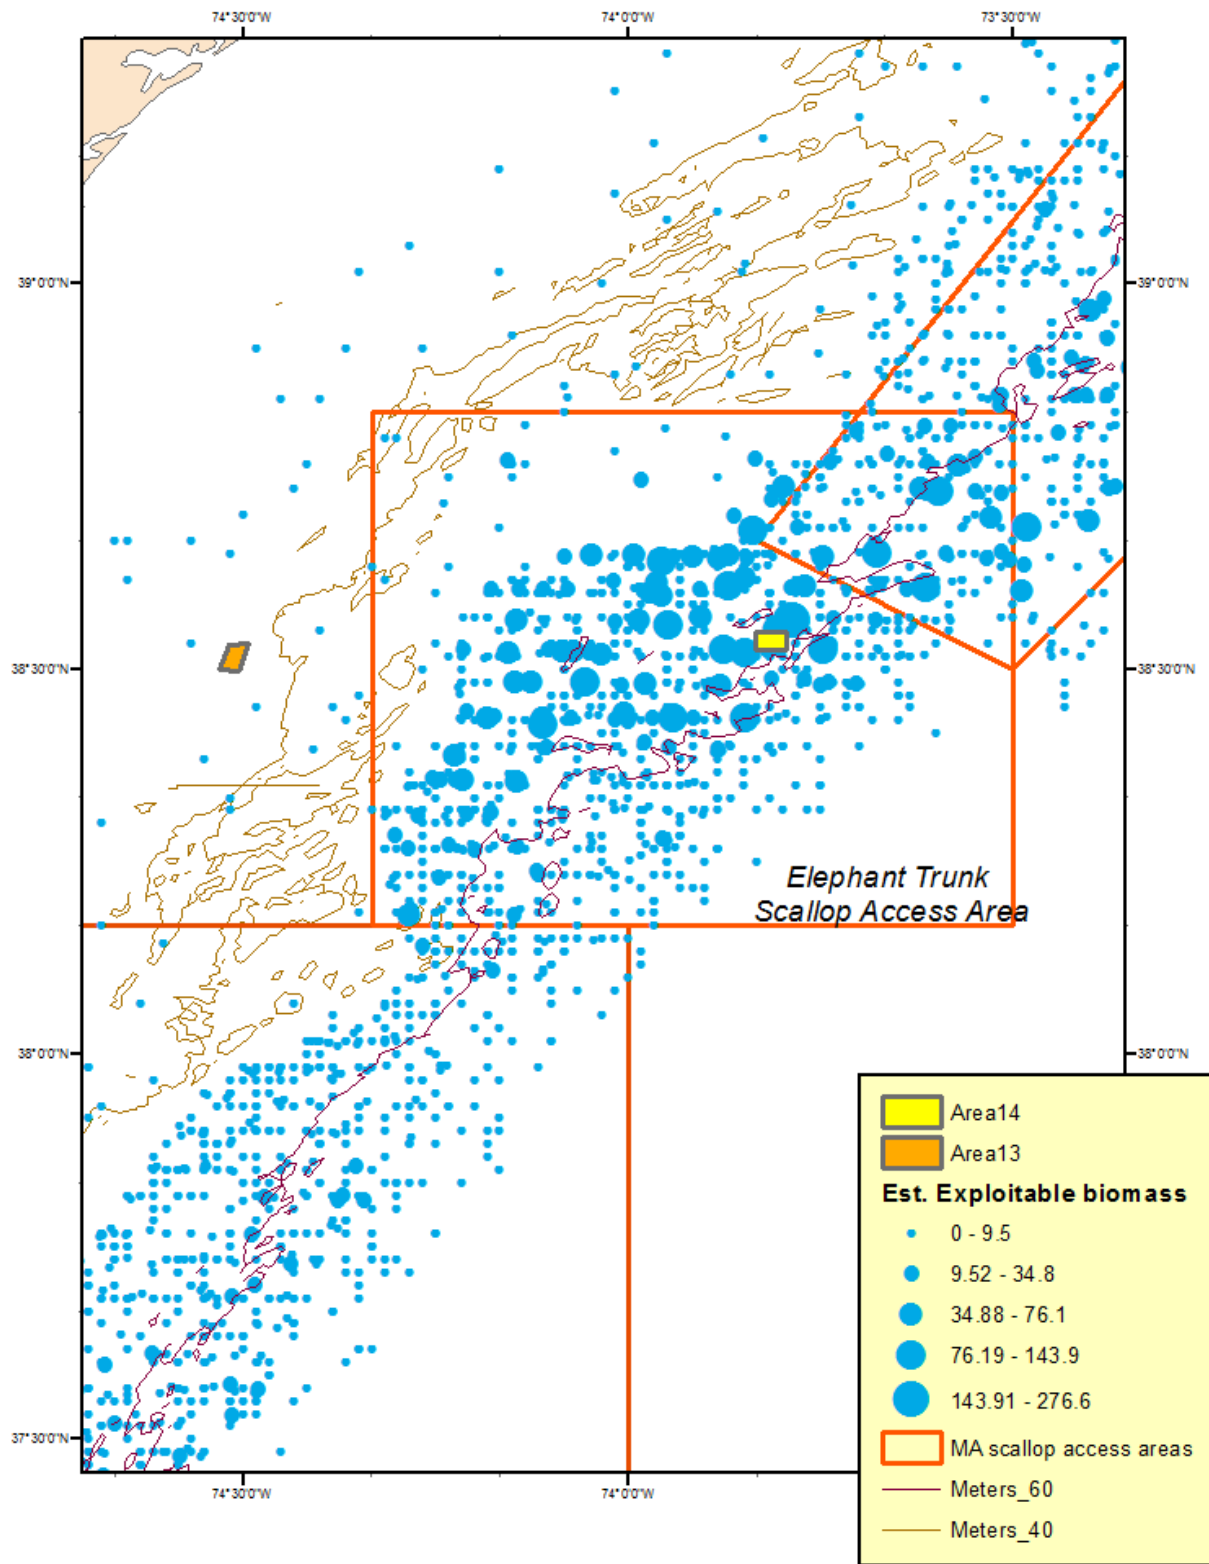 74°30'0"W 74°0'0"W 73°30'0"W
39°0'0"N 39°0'0"N
38°30'0"N 38°30'0"N
Elephant Trunk
Scallop Access Area
38°0'0"N 38°0'0"N
Area14
Area13
Est. Exploitable biomass
0 - 9.5
9.52 - 34.8
34.88 - 76.1
76.19 - 143.9
143.91 - 276.6
MA scallop access areas
Meters_60
Meters_40
37°30'0"N
74°30'0"W 74°0'0"W